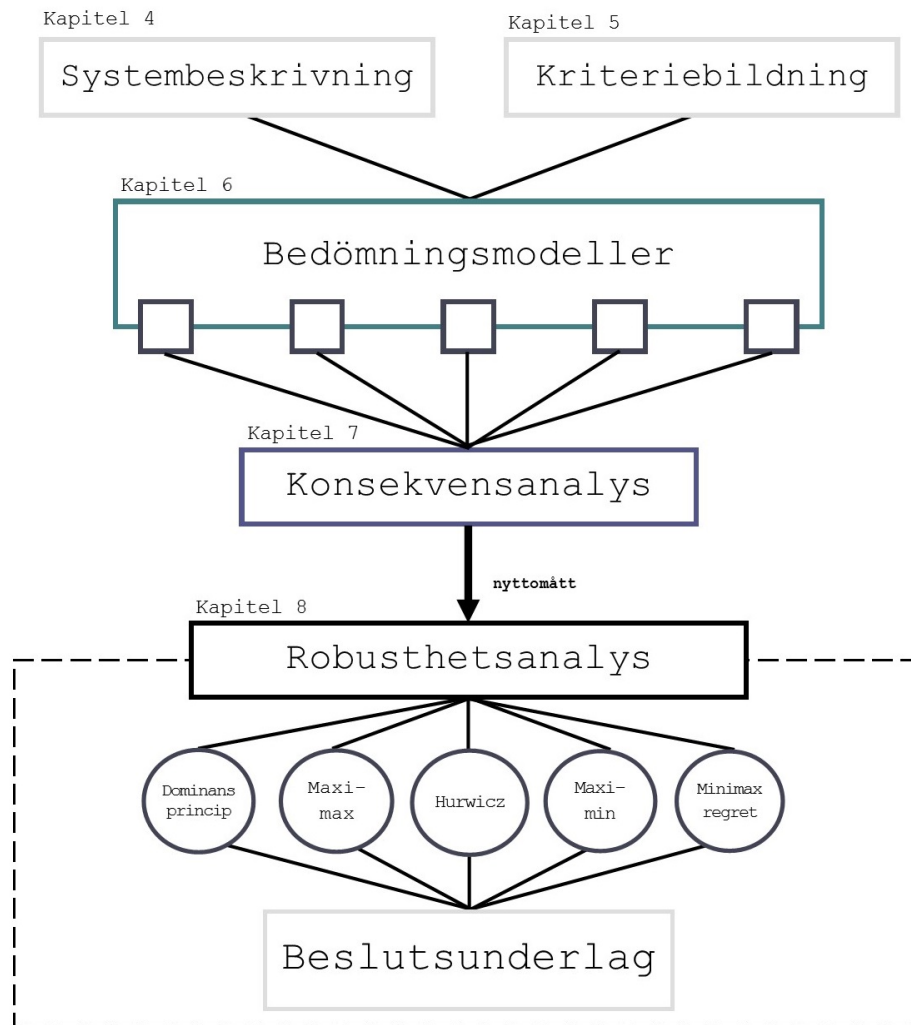 Kapitel 4
Kapitel 5
Systembeskrivning
Kriteriebildning
Kapitel 6
Bedömningsmodeller
Kapitel 7
Konsekvensanalys
nyttomått
Kapitel 8
Robusthetsanalys
Dominans
princip
Maxi-
max
Hurwicz
Maxi-
min
Minimax
regret
Beslutsunderlag